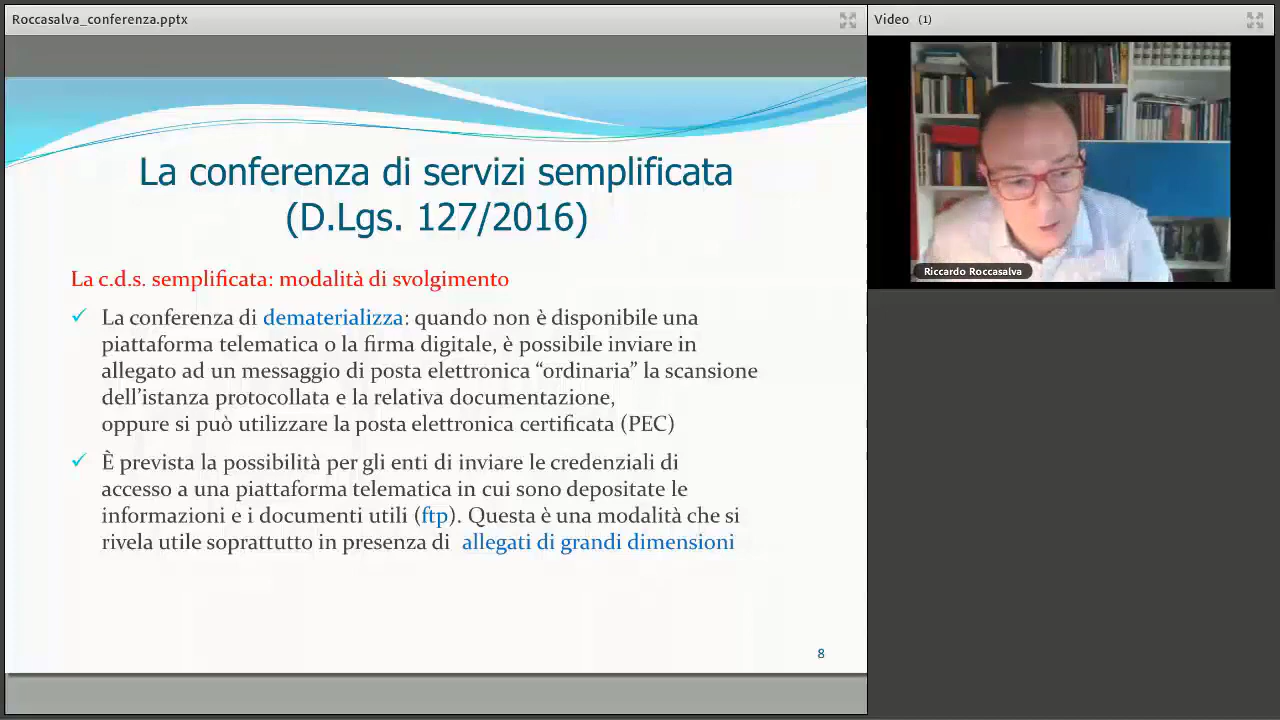 Roccasalva_conferenza.pptx
Video (1)
La conferenza di servizi semplificata
(D.Lgs. 127/2016)
La c.d.s. semplificata: modalità di svolgimento
La conferenza di dematerializza: quando non è disponibile una
piattaforma telematica o la firma digitale, è possibile inviare in
allegato ad un messaggio di posta elettronica “ordinaria” la scansione
dell’istanza protocollata e la relativa documentazione,
oppure si può utilizzare la posta elettronica certificata (PEC)
È prevista la possibilità per gli enti di inviare le credenziali di
accesso a una piattaforma telematica in cui sono depositate le
informazioni e i documenti utili (ftp). Questa è una modalità che si
rivela utile soprattutto in presenza di allegati di grandi dimensioni
8
Riccardo Roccasalva